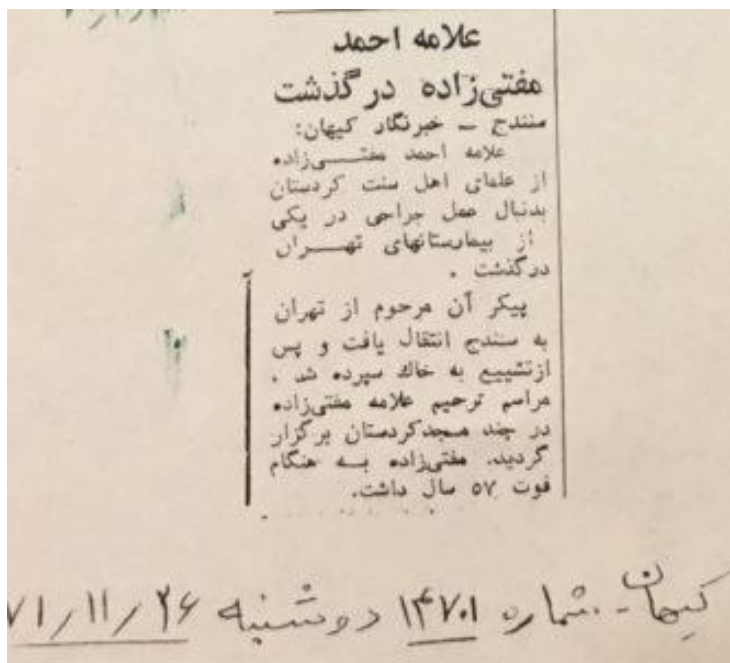 علامه احمد
مفتی‌زاده درگذشت
سنندج ـ خبرنگار کیهان:
علامه احمد مفتـــی‌زاده
از علمای اهل سنت کردستان
بدنبال عمل جراحی در یکی
از بیمارستانهای تهـــران
درگذشت .
پیکر آن مرحوم از تهران
به سنندج انتقال یافت و پس
ازتشییع به خاک سپرده شد .
مراسم ترحیم علامه مفتی‌زاده
در چند مسجدکردستان برگزار
گردید. مفتی‌زاده بــه هنگام
فوت ۵۷ سال داشت.
کیهان ـ شماره ۱۴۷۰۱ دوشنبه ۷۱/۱۱/۲۶